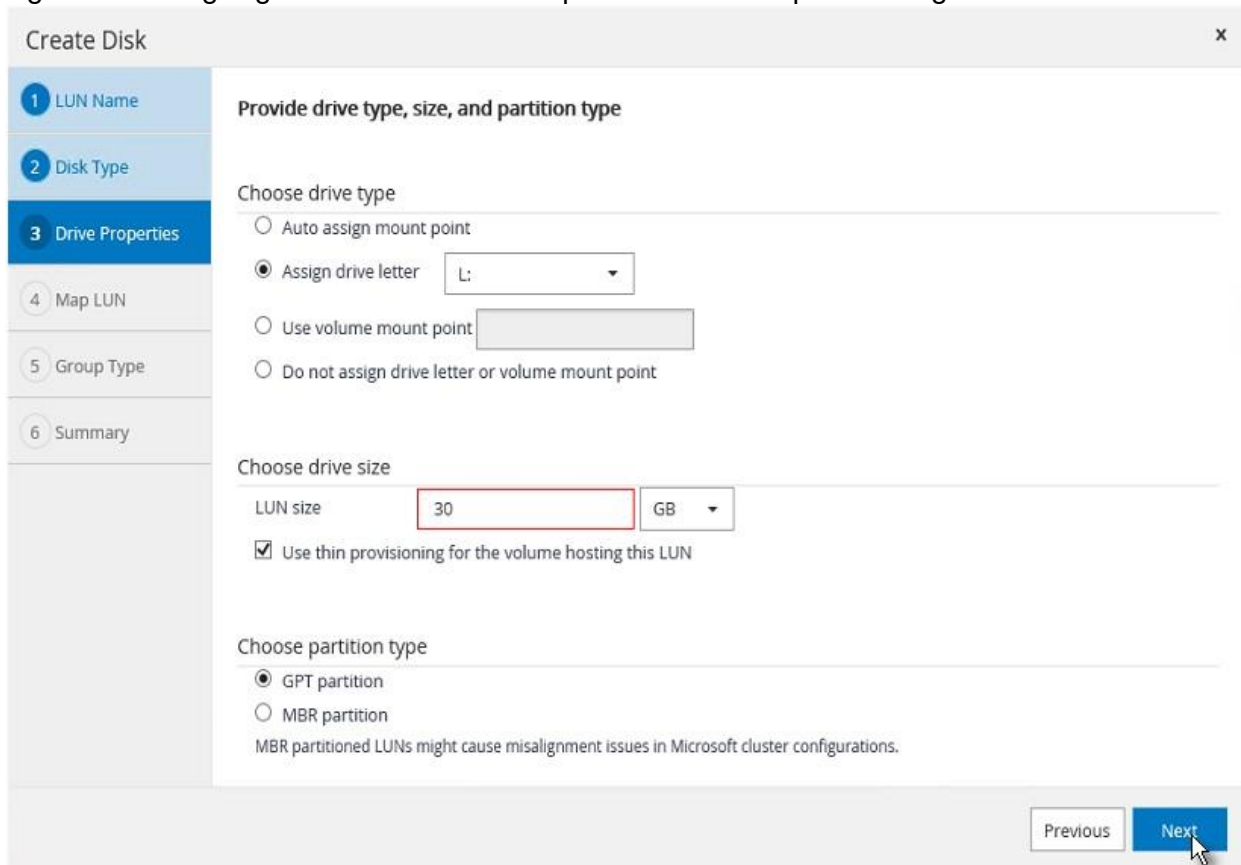 Create Disk
x
1 LUN Name
2 Disk Type
3 Drive Properties
4 Map LUN
5 Group Type
6 Summary
Provide drive type, size, and partition type
Choose drive type
Auto assign mount point
Assign drive letter L:
Use volume mount point
Do not assign drive letter or volume mount point
Choose drive size
LUN size 30 GB
Use thin provisioning for the volume hosting this LUN
Choose partition type
GPT partition
MBR partition
MBR partitioned LUNs might cause misalignment issues in Microsoft cluster configurations.
Previous Next